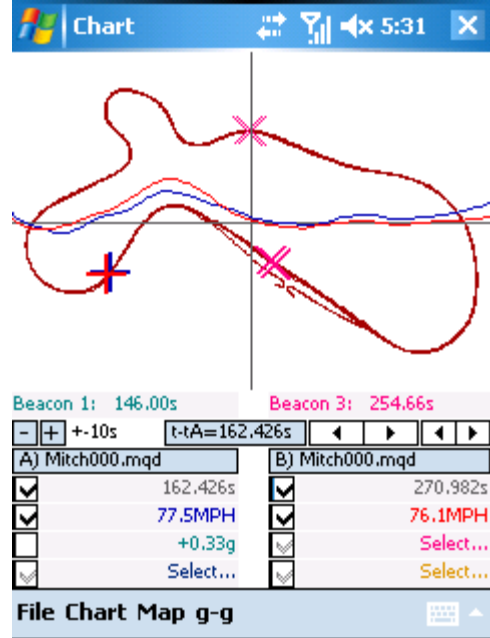 Chart 5:31
Beacon 1: 146.00s Beacon 3: 254.66s
- + +-10s t-tA=162.426s
A) Mitch000.mqd B) Mitch000.mqd
162.426s 270.982s
77.5MPH 76.1MPH
+0.33g Select...
Select... Select...
File Chart Map g-g